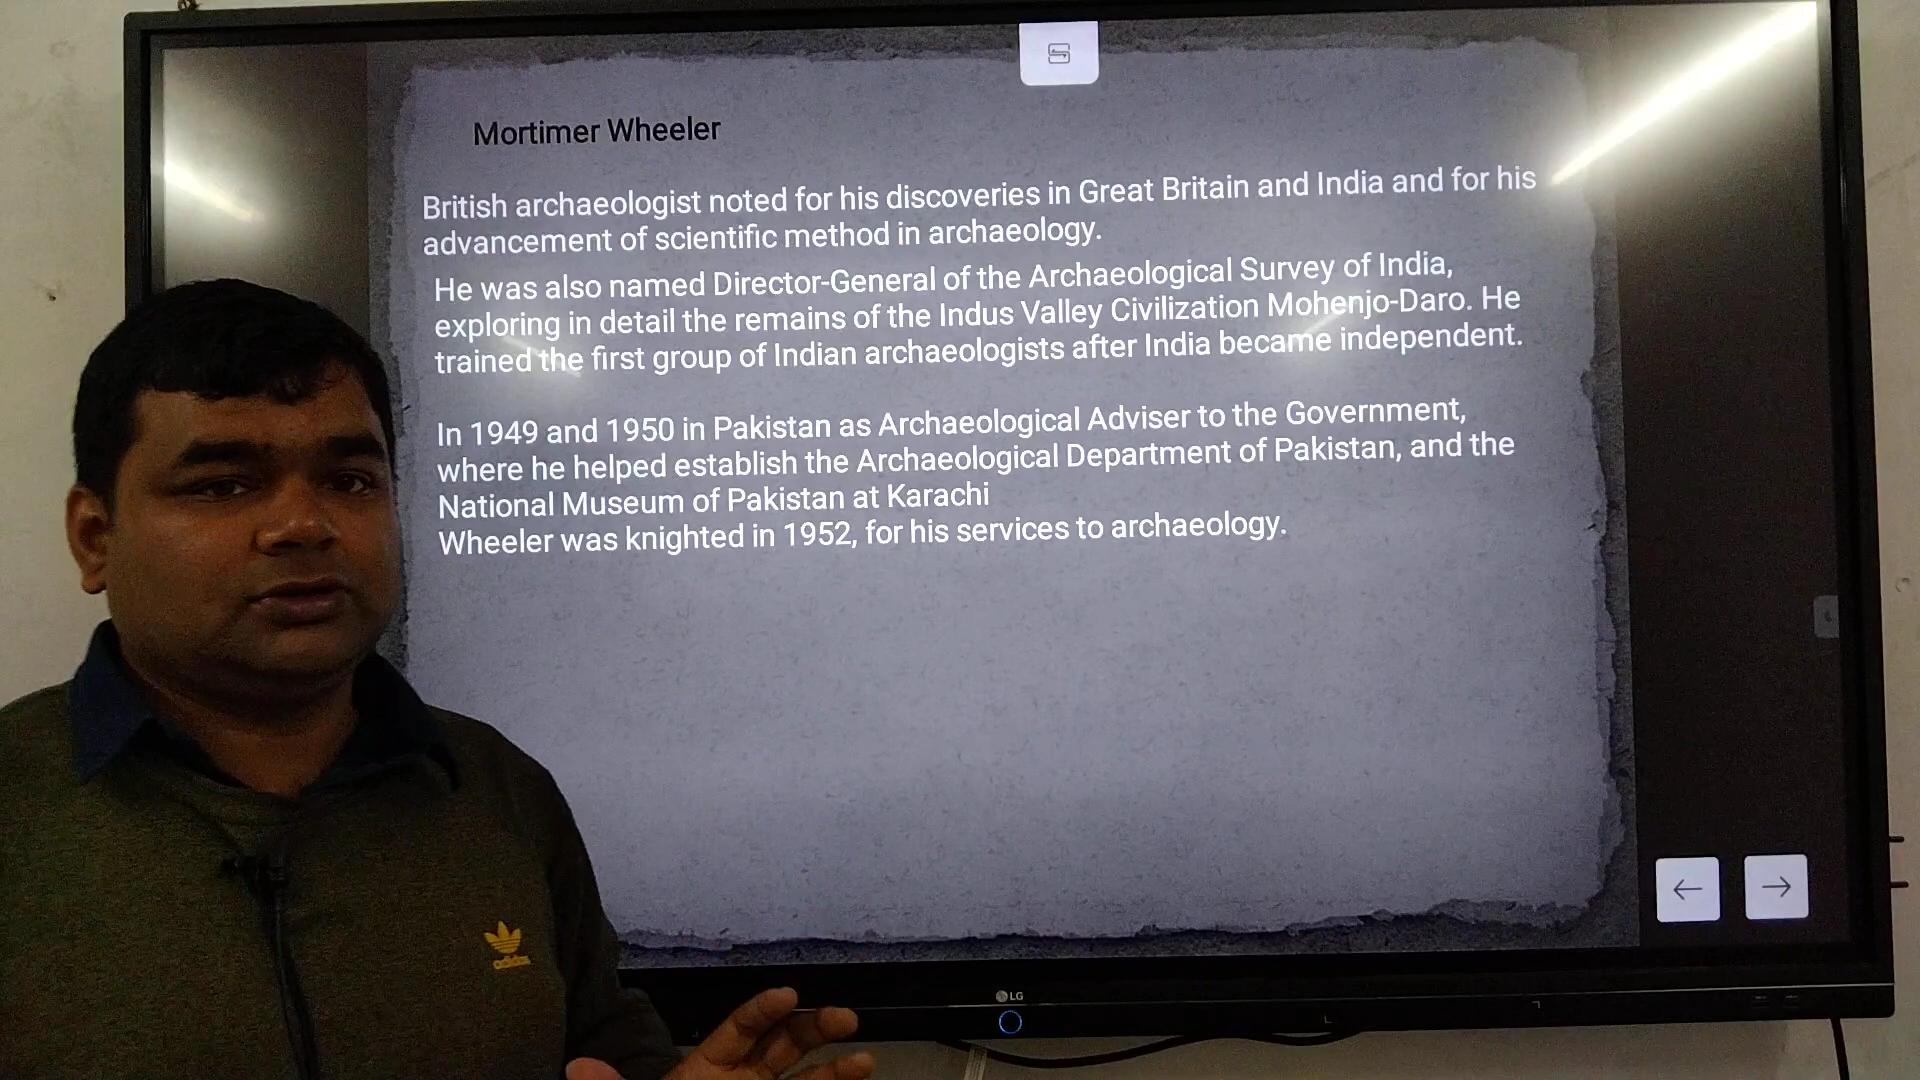 Mortimer Wheeler
British archaeologist noted for his discoveries in Great Britain and India and for his
advancement of scientific method in archaeology.
He was also named Director-General of the Archaeological Survey of India,
exploring in detail the remains of the Indus Valley Civilization Mohenjo-Daro. He
trained the first group of Indian archaeologists after India became independent.
In 1949 and 1950 in Pakistan as Archaeological Adviser to the Government,
where he helped establish the Archaeological Department of Pakistan, and the
National Museum of Pakistan at Karachi
Wheeler was knighted in 1952, for his services to archaeology.
adidas
LG